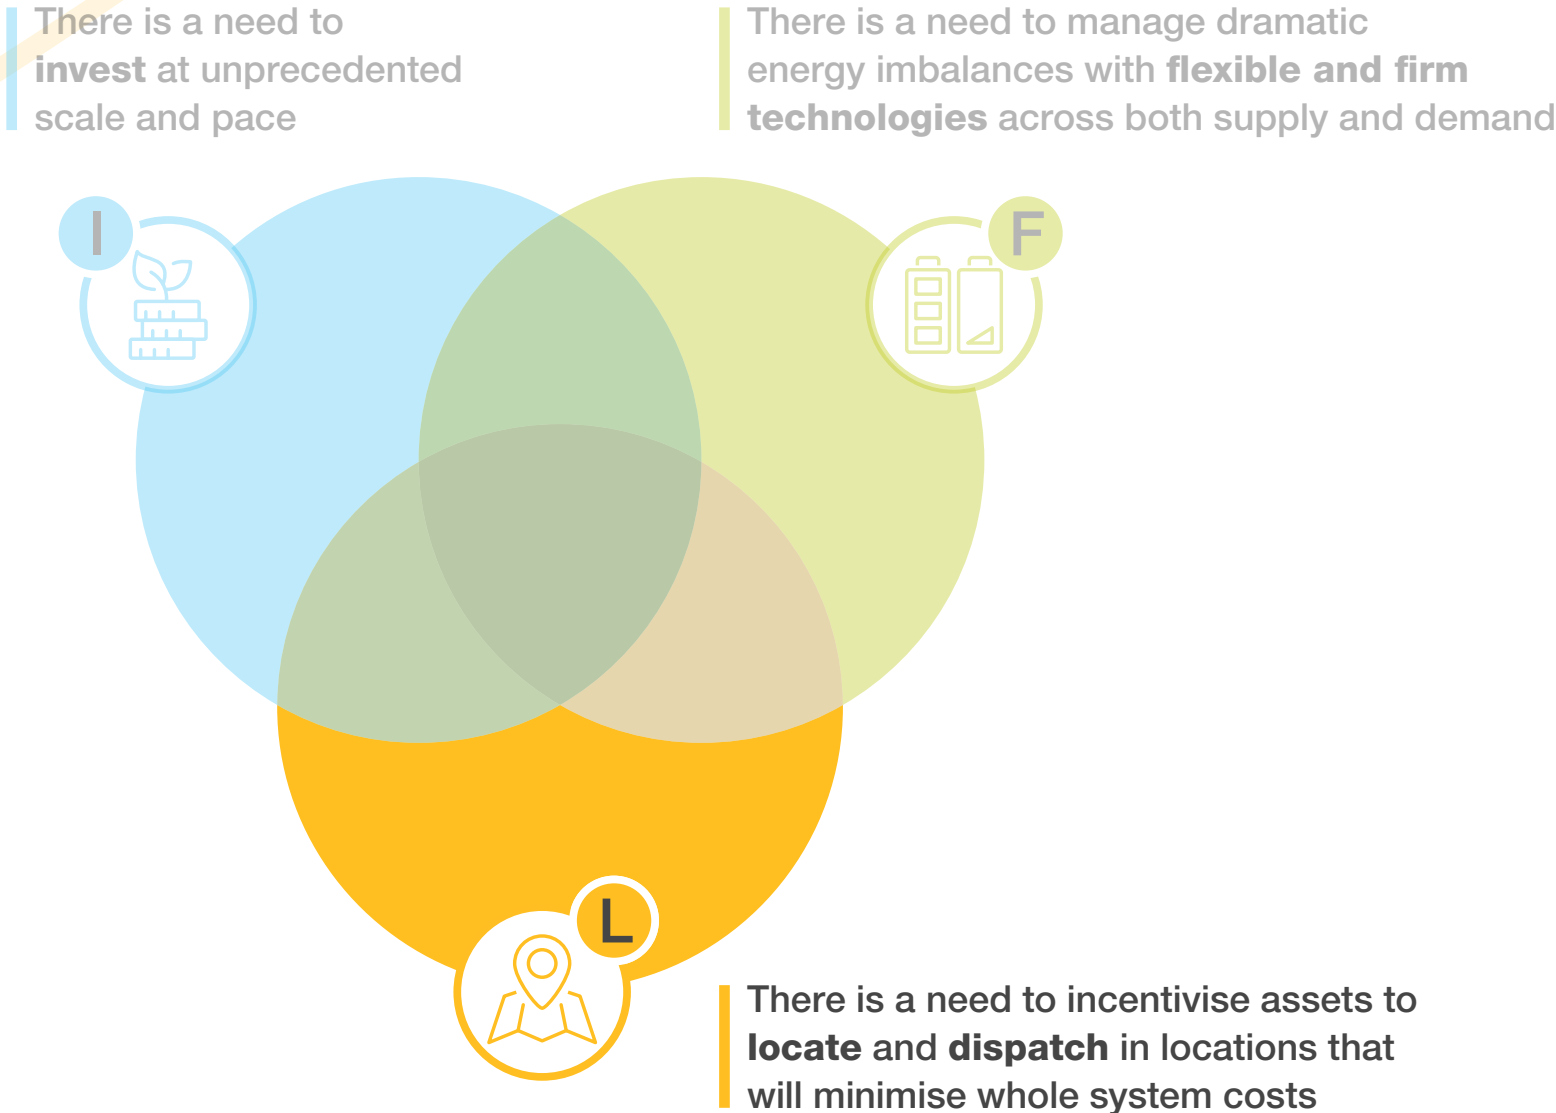 There is a need to
invest at unprecedented
scale and pace
There is a need to manage dramatic
energy imbalances with flexible and firm
technologies across both supply and demand
I
F
L
There is a need to incentivise assets to
locate and dispatch in locations that
will minimise whole system costs